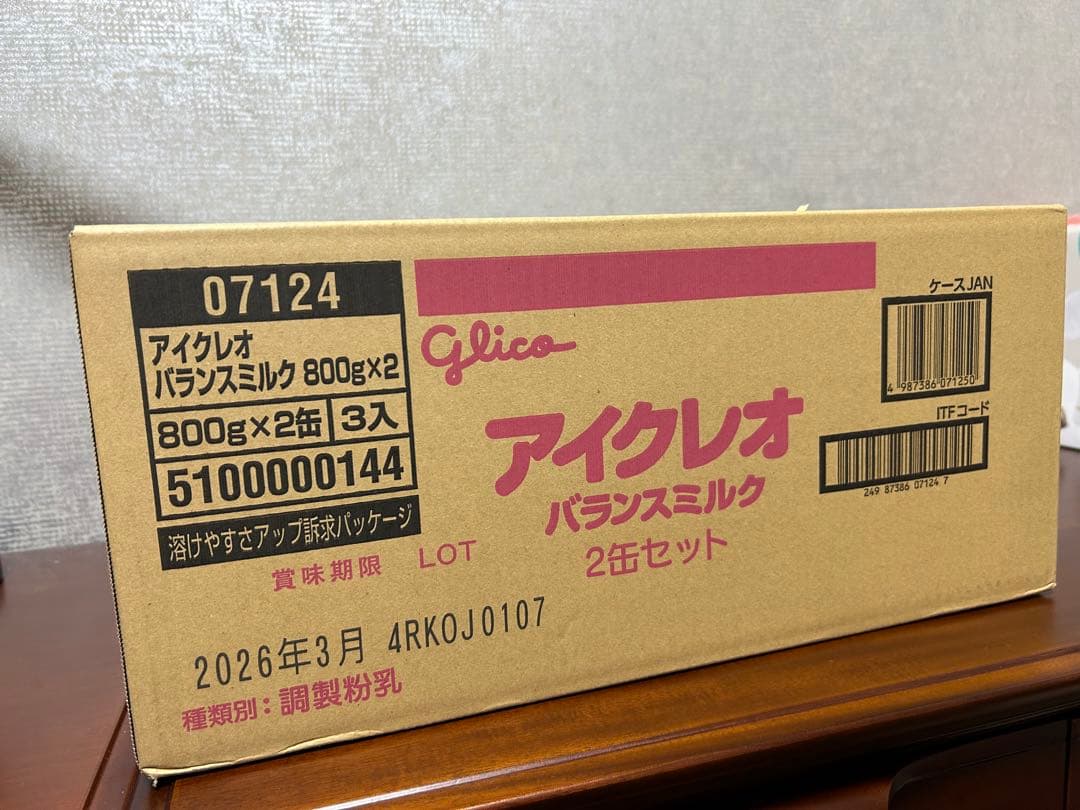 07124
アイクレオ
バランスミルク 800g×2
800g×2缶 3入
5100000144
溶けやすさアップ訴求パッケージ
glico
アイクレオ
バランスミルク
2缶セット
ケースJAN
4 987386 071250
ITFコード
249 87386 07124 7
賞味期限 LOT
2026年3月 4RKOJ0107
種類別：調製粉乳